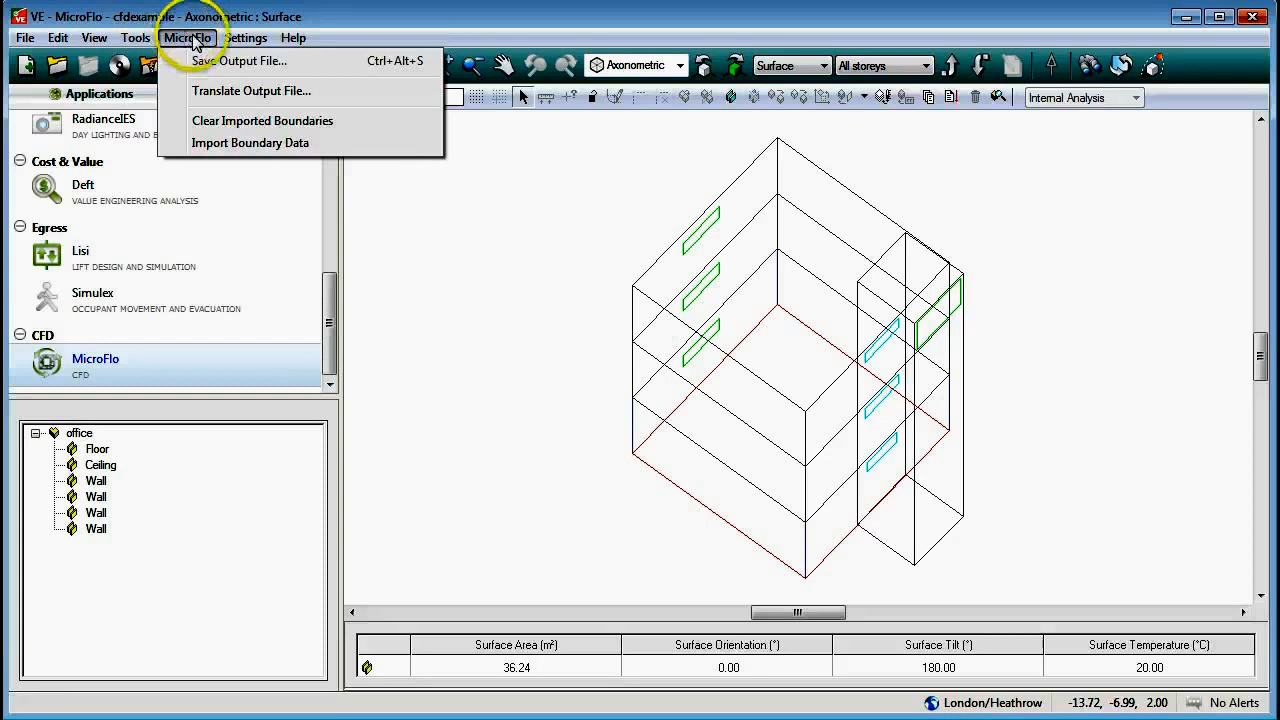 VE - MicroFlo - cfdexample - Axonometric : Surface
File Edit View Tools MicroFlo Settings Help
Save Output File... Ctrl+Alt+S
Translate Output File...
Clear Imported Boundaries
Import Boundary Data
Axonometric
Surface
All storeys
Internal Analysis
Applications
RadianceIES
DAY LIGHTING AND
Cost & Value
Deft
VALUE ENGINEERING ANALYSIS
Egress
Lisi
LIFT DESIGN AND SIMULATION
Simulex
OCCUPANT MOVEMENT AND EVACUATION
CFD
MicroFlo
CFD
office
Floor
Ceiling
Wall
Wall
Wall
Wall
Surface Area (m²) Surface Orientation (°) Surface Tilt (°) Surface Temperature (°C)
36.24 0.00 180.00 20.00
London/Heathrow -13.72, -6.99, 2.00 No Alerts